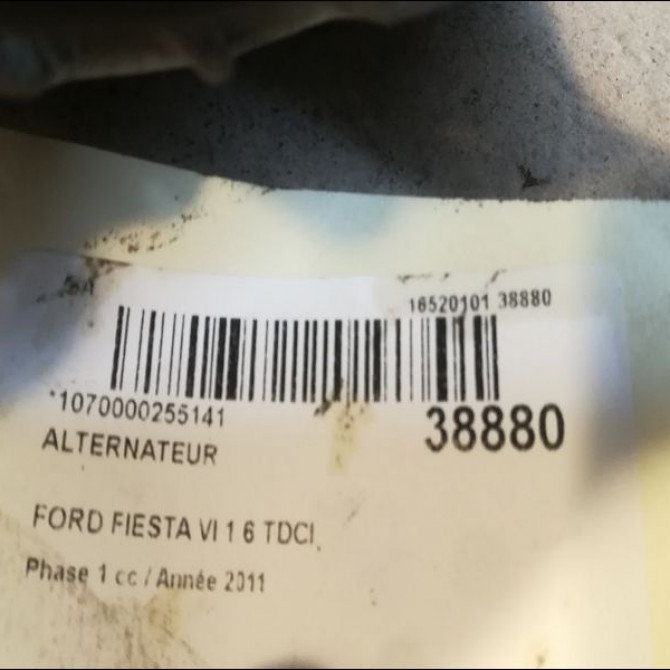 16520101 38880
*1070000255141
38880
ALTERNATEUR
FORD FIESTA VI 1 6 TDCI
Phase 1 cc / Année 2011